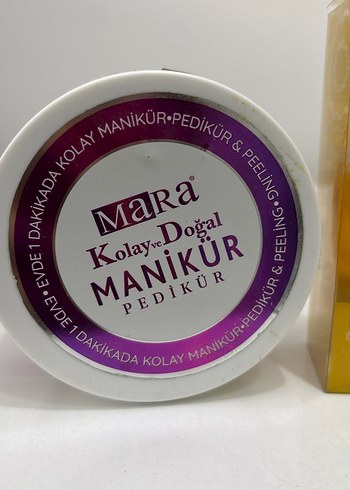 MaRa®
Kolay ve Doğal
MANİKÜR
PEDİKÜR
• EVDE 1 DAKİKADA KOLAY MANİKÜR•PEDİKÜR & PEELİNG •
EVDE 1 DAKİKADA KOLAY MANİKÜR•PEDİKÜR & PEELİNG